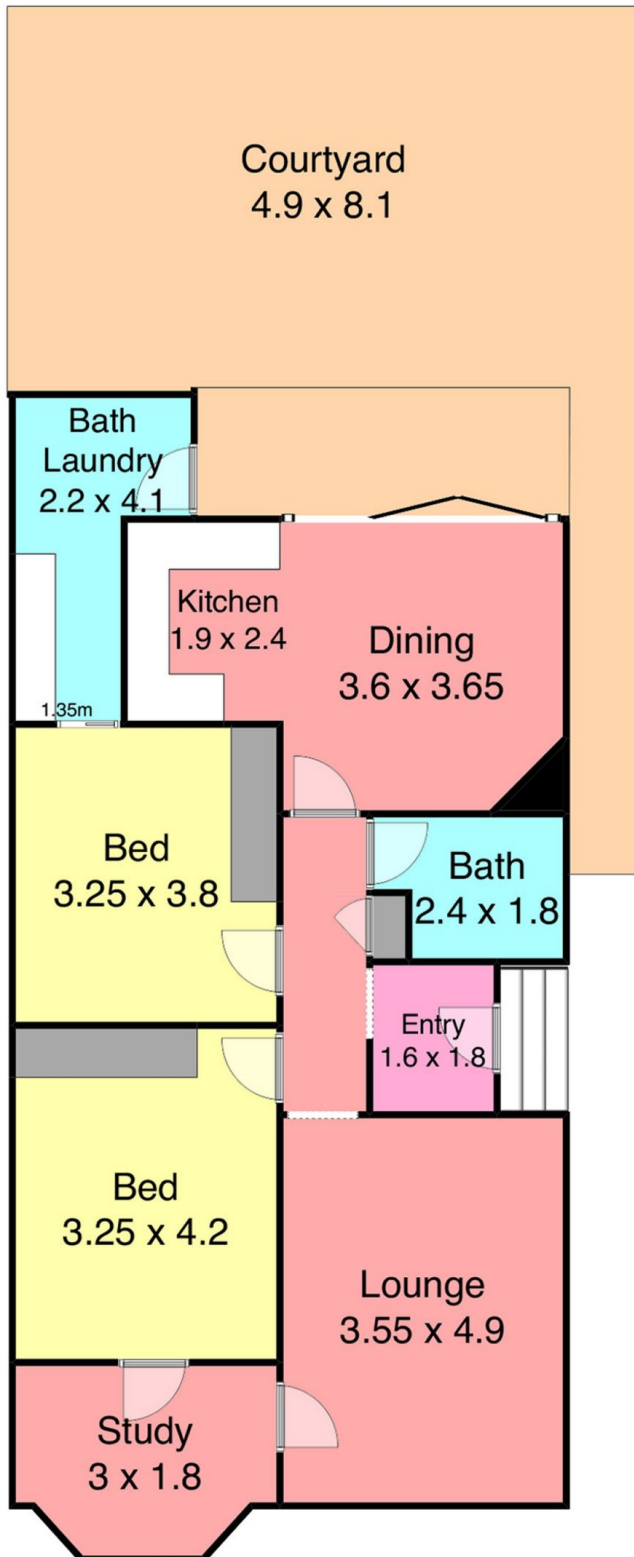 Courtyard
4.9 x 8.1
Bath
Laundry
2.2 x 4.1
Kitchen
1.9 x 2.4
Dining
3.6 x 3.65
1.35m
Bed
3.25 x 3.8
Bath
2.4 x 1.8
Entry
1.6 x 1.8
Bed
3.25 x 4.2
Lounge
3.55 x 4.9
Study
3 x 1.8